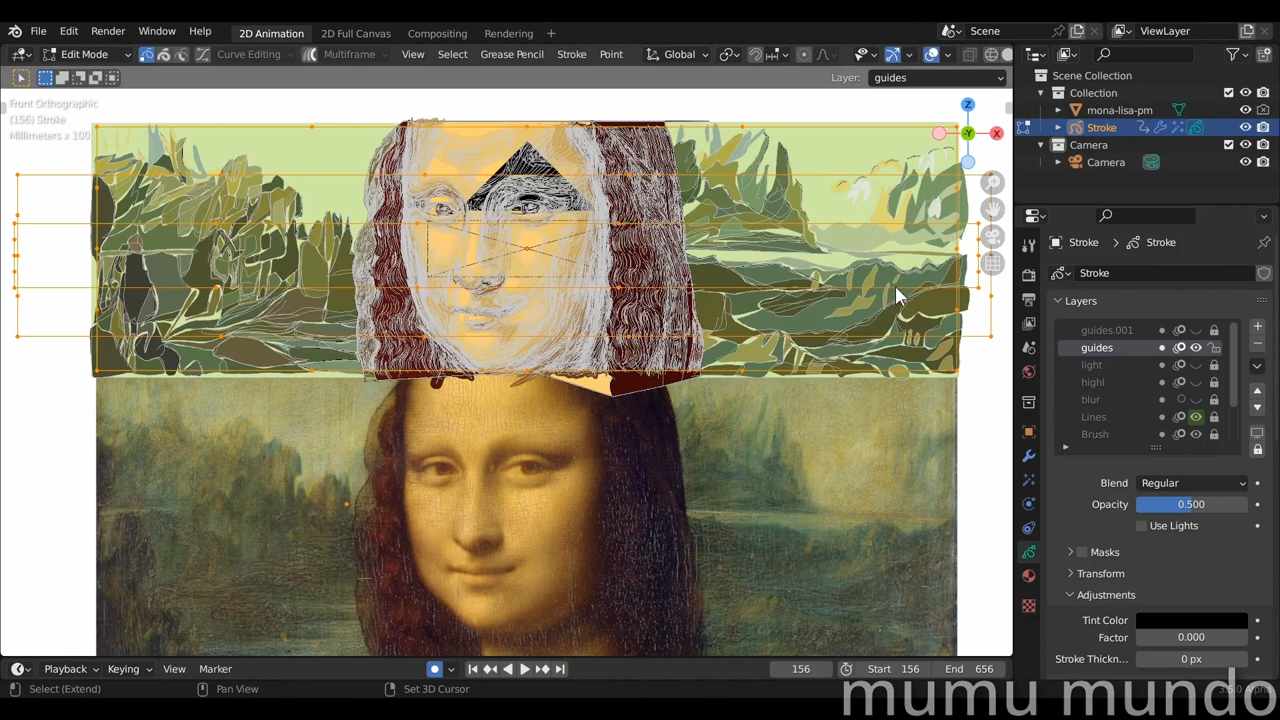 File Edit Render Window Help 2D Animation 2D Full Canvas Compositing Rendering + Scene ViewLayer
Edit Mode Curve Editing Multiframe View Select Grease Pencil Stroke Point Global
Layer: guides
Front Orthographic
(156) Stroke
Millimeters x 100
Z
Y
X
Scene Collection
Collection
mona-lisa-pm
Stroke
Camera
Camera
Stroke Stroke
Stroke
Layers
guides.001
guides
light
highl
blur
Lines
Brush
Blend Regular
Opacity 0.500
Use Lights
Masks
Transform
Adjustments
Tint Color
Factor 0.000
Stroke Thickn... 0 px
Playback Keying View Marker 156 Start 156 End 656
Select (Extend) Pan View Set 3D Cursor
mumu mundo